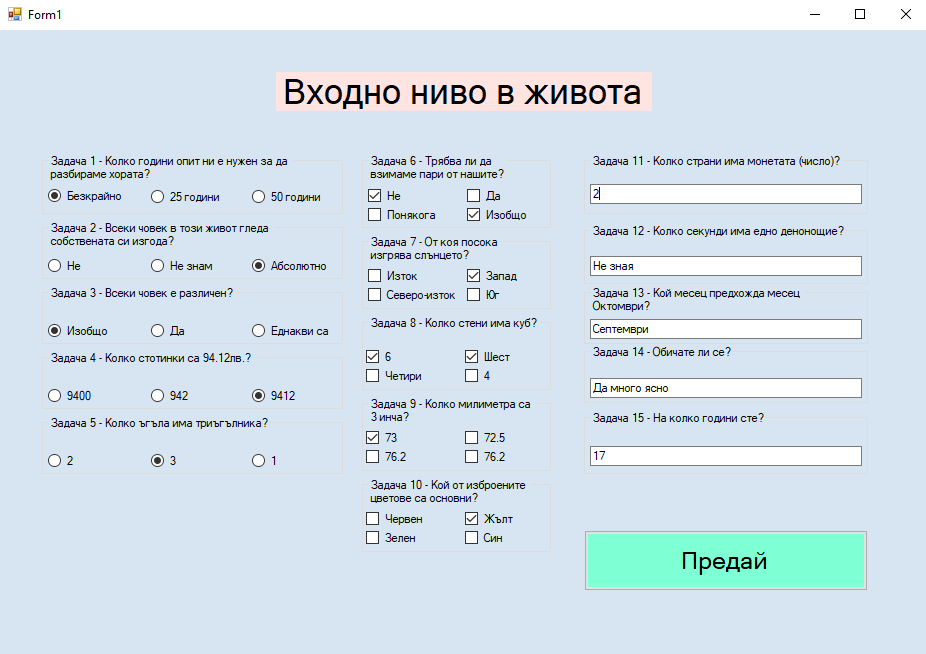 Form1
Входно ниво в живота
Задача 1 - Колко години опит ни е нужен за да
разбираме хората?
Безкрайно 25 години 50 години
Задача 2 - Всеки човек в този живот гледа
собствената си изгода?
Не Не знам Абсолютно
Задача 3 - Всеки човек е различен?
Изобщо Да Еднакви са
Задача 4 - Колко стотинки са 94.12лв.?
9400 942 9412
Задача 5 - Колко ъгъла има триъгълника?
2 3 1
Задача 6 - Трябва ли да
взимаме пари от нашите?
Не Да
Понякога Изобщо
Задача 7 - От коя посока
изгрява слънцето?
Изток Запад
Северо-изток Юг
Задача 8 - Колко стени има куб?
6 Шест
Четири 4
Задача 9 - Колко милиметра са
3 инча?
73 72.5
76.2 76.2
Задача 10 - Кой от изброените
цветове са основни?
Червен Жълт
Зелен Син
Задача 11 - Колко страни има монетата (число)?
2
Задача 12 - Колко секунди има едно денонощие?
Не зная
Задача 13 - Кой месец предхожда месец
Октомври?
Септември
Задача 14 - Обичате ли се?
Да много ясно
Задача 15 - На колко години сте?
17
Предай